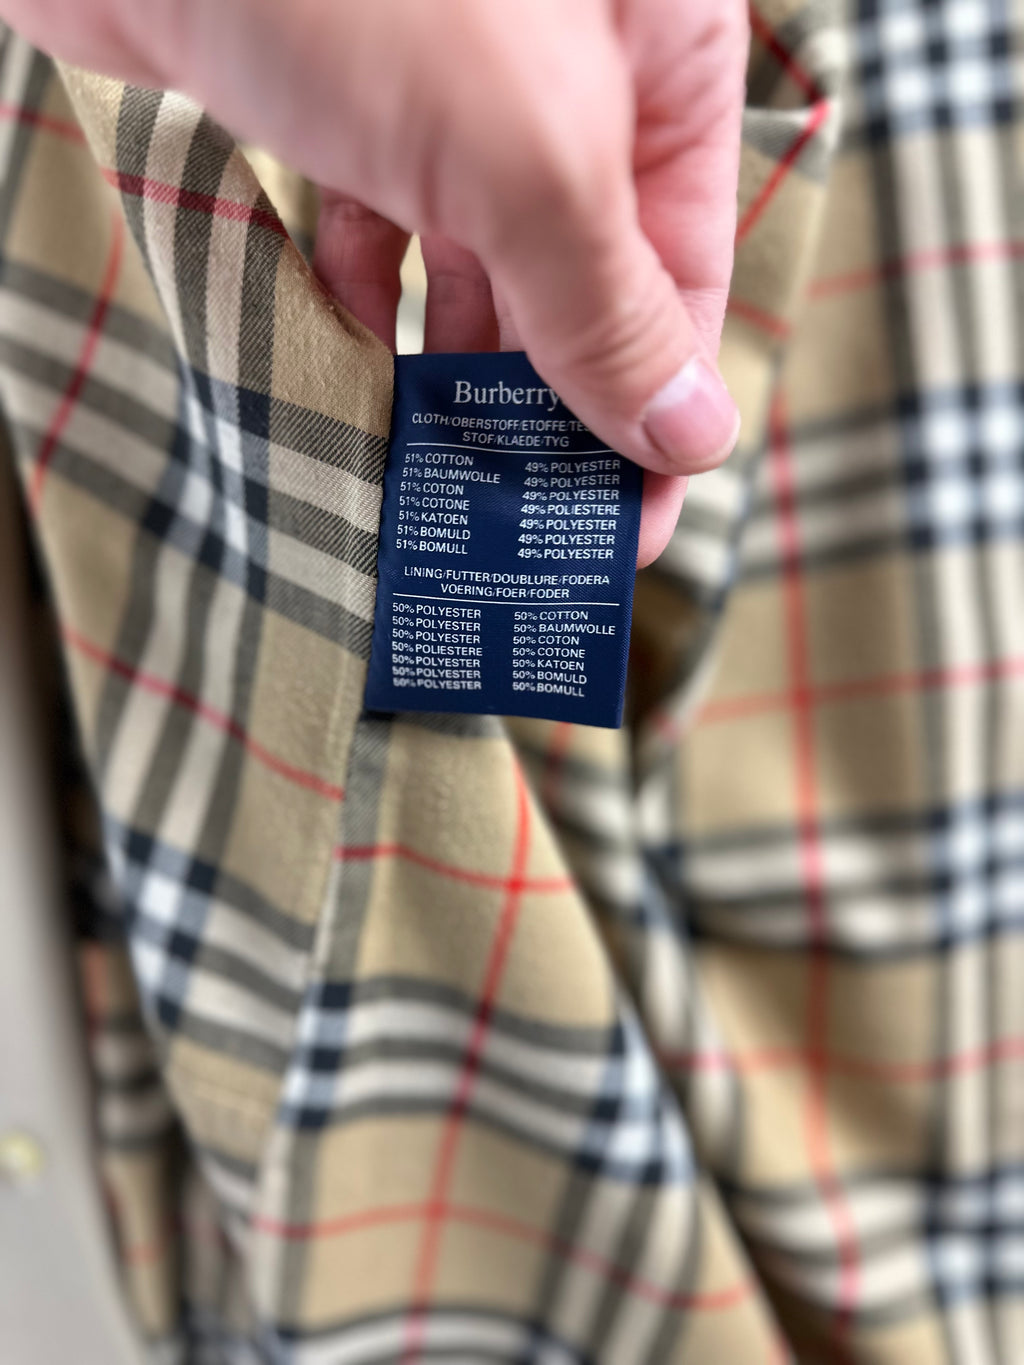 Burberry
CLOTH/OBERSTOFF/ETOFFE/
STOF/KLAEDE/TYG
51% COTTON 49% POLYESTER
51% BAUMWOLLE 49% POLYESTER
51% COTON 49% POLYESTER
51% COTONE 49% POLIESTERE
51% KATOEN 49% POLYESTER
51% BOMULD 49% POLYESTER
51% BOMULL 49% POLYESTER
LINING/FUTTER/DOUBLURE/FODERA
VOERING/FOER/FODER
50% POLYESTER 50% COTTON
50% POLYESTER 50% BAUMWOLLE
50% POLYESTER 50% COTON
50% POLIESTERE 50% COTONE
50% POLYESTER 50% KATOEN
50% POLYESTER 50% BOMULD
50% POLYESTER 50% BOMULL